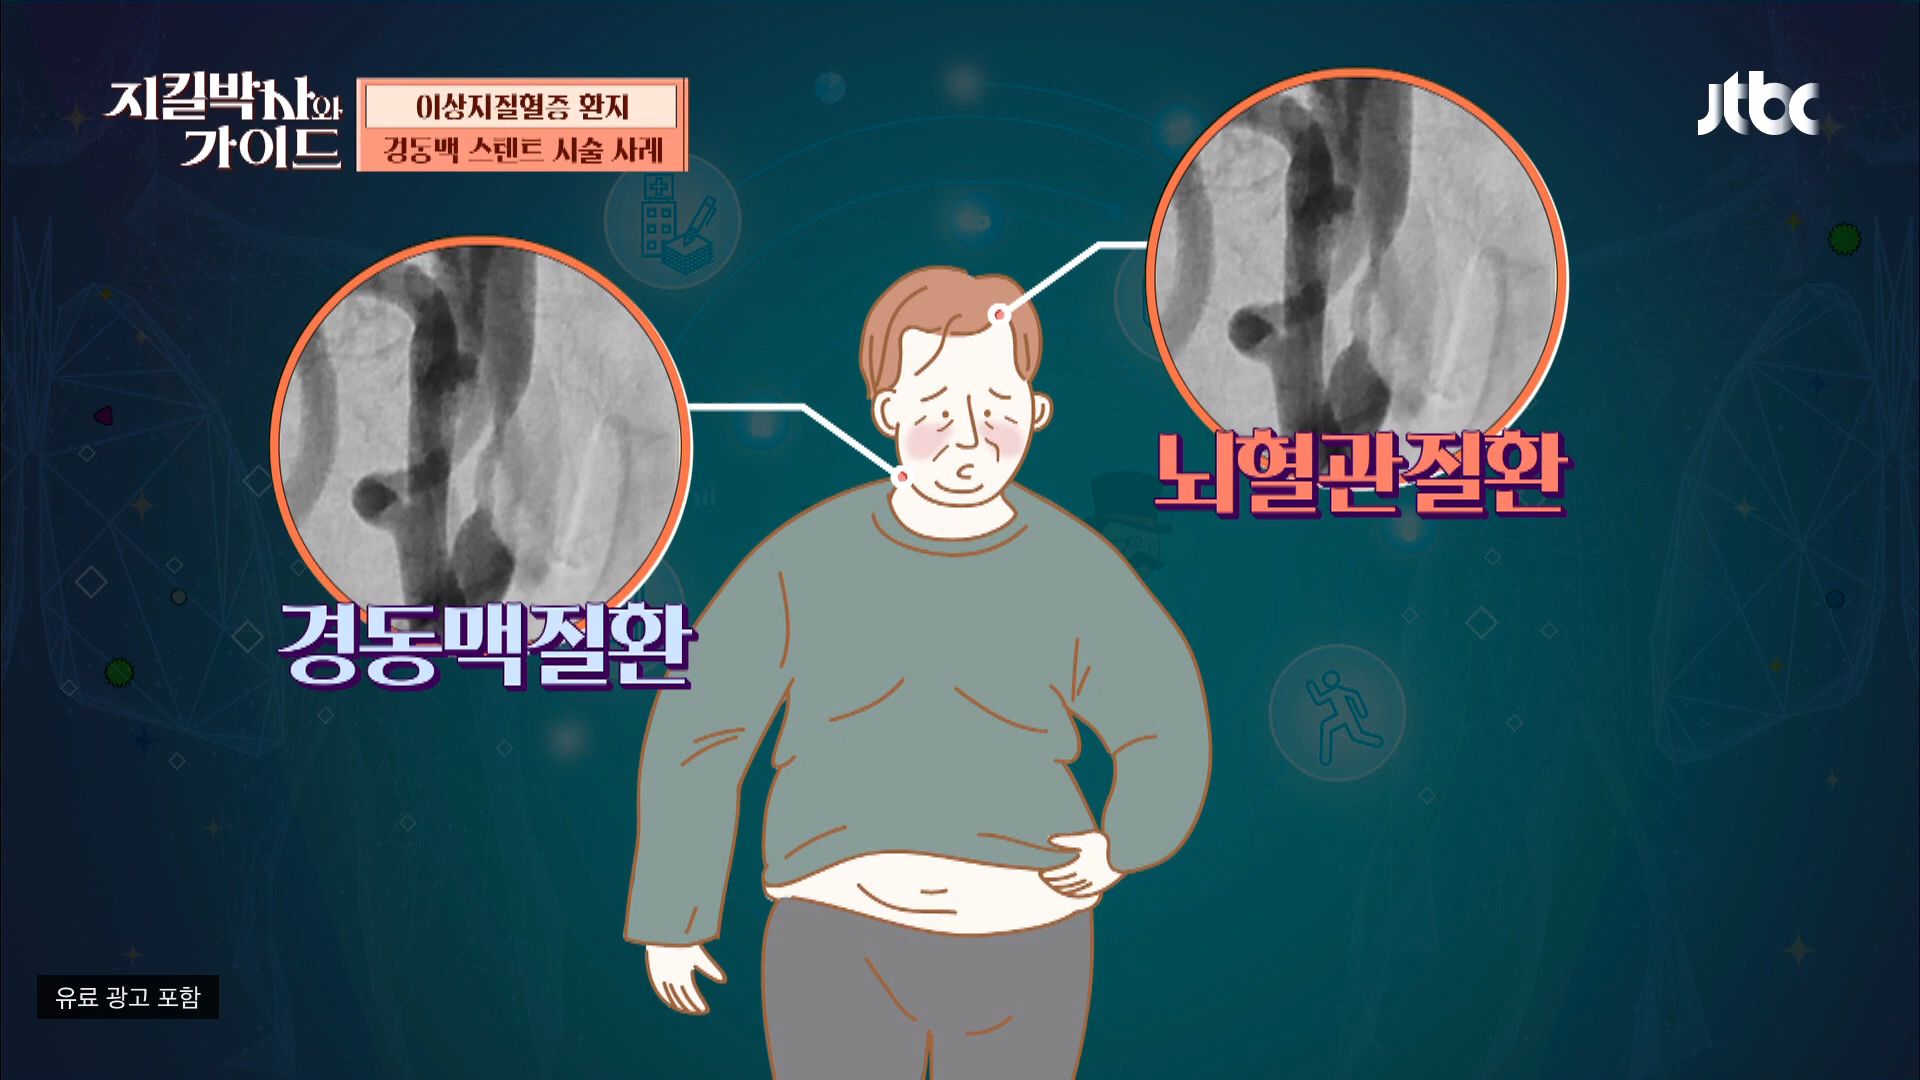 지킬박사와
가이드
이상지질혈증 환자
경동맥 스텐트 시술 사례
jtbc
뇌혈관질환
경동맥질환
유료 광고 포함